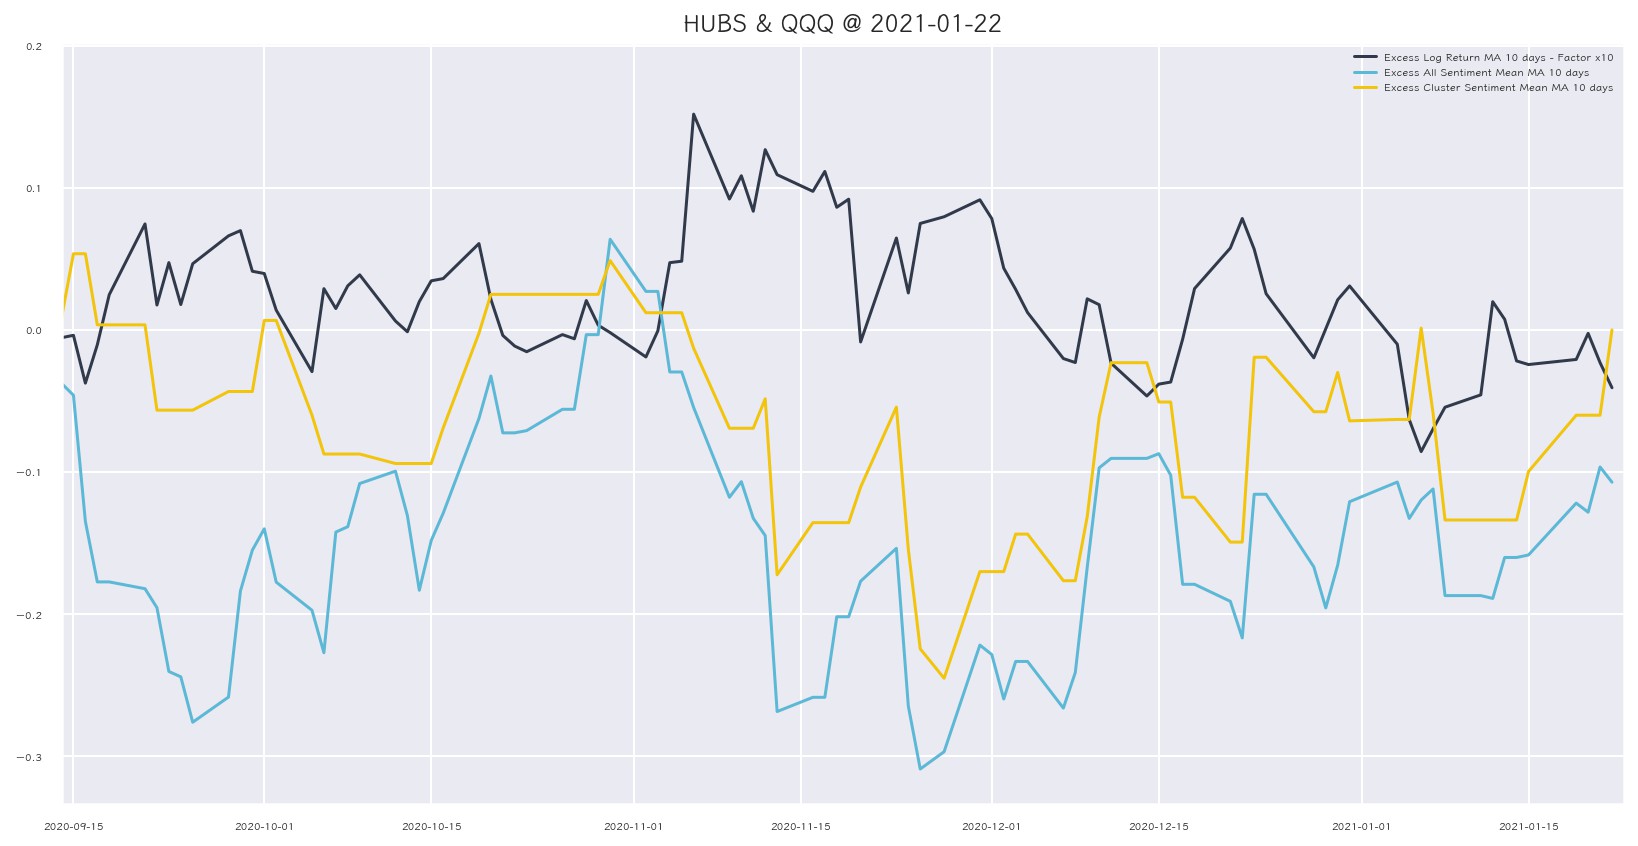 HUBS & QQQ @ 2021-01-22
0.2
0.1
0.0
−0.1
−0.2
−0.3
Excess Log Return MA 10 days - Factor x10
Excess All Sentiment Mean MA 10 days
Excess Cluster Sentiment Mean MA 10 days
2020-09-15 2020-10-01 2020-10-15 2020-11-01 2020-11-15 2020-12-01 2020-12-15 2021-01-01 2021-01-15